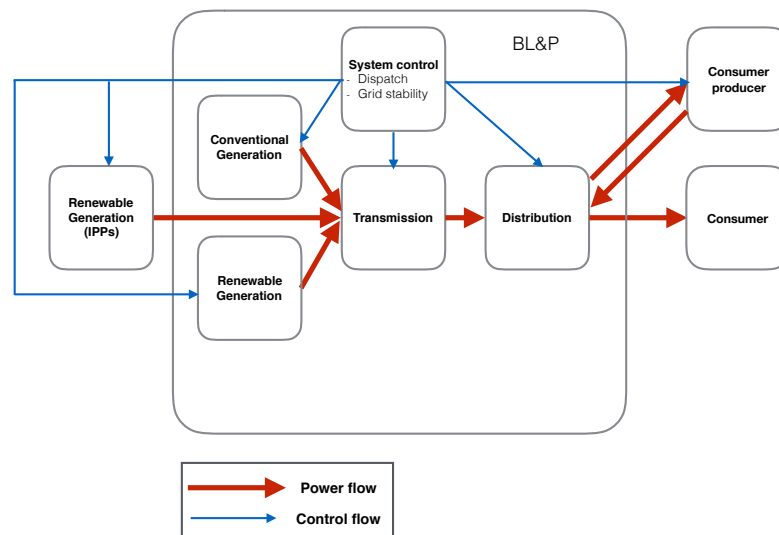 BL&P
System control
- Dispatch
- Grid stability
Consumer
producer
Conventional
Generation
Renewable
Generation
(IPPs)
Transmission
Distribution
Consumer
Renewable
Generation
Power flow
Control flow